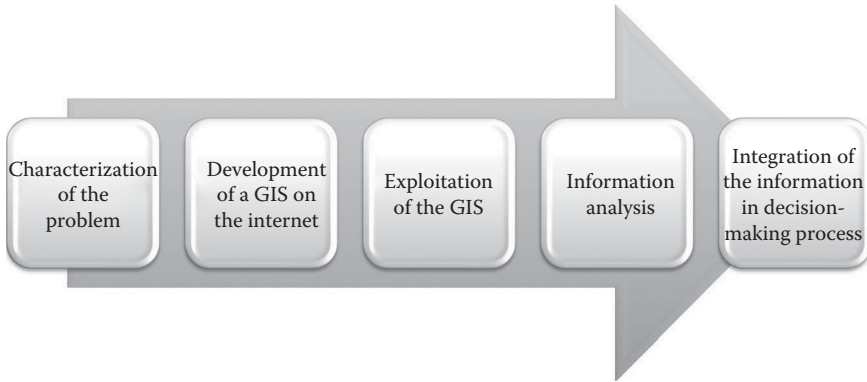 Characterization
of the
problem
Development
of a GIS on
the internet
Exploitation
of the GIS
Information
analysis
Integration of
the information
in decision-
making process